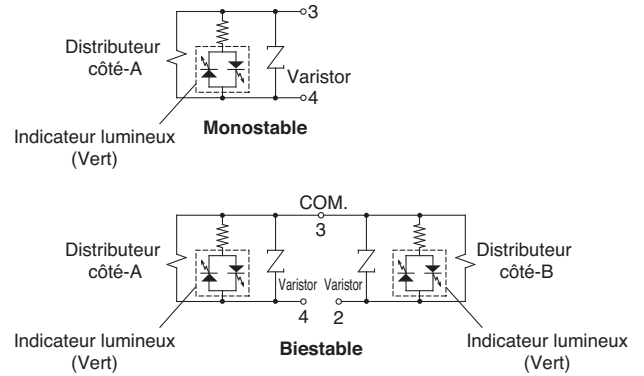 3
Distributeur
côté-A
Varistor
4
Indicateur lumineux
(Vert)
Monostable
COM.
3
Distributeur
côté-A
Distributeur
côté-B
Varistor Varistor
4 2
Indicateur lumineux
(Vert)
Biestable
Indicateur lumineux
(Vert)